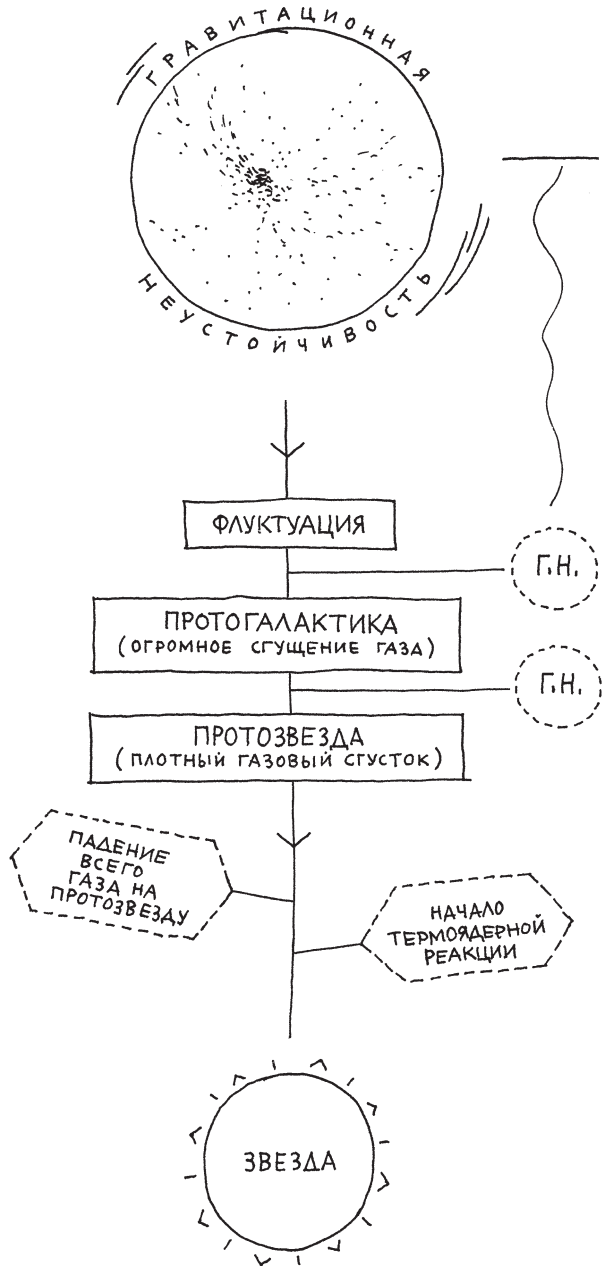 ГРАВИТАЦИОННАЯ
НЕУСТОЙЧИВОСТЬ
ФЛУКТУАЦИЯ
Г.Н.
ПРОТОГАЛАКТИКА
(ОГРОМНОЕ СГУЩЕНИЕ ГАЗА)
Г.Н.
ПРОТОЗВЕЗДА
(ПЛОТНЫЙ ГАЗОВЫЙ СГУСТОК)
ПАДЕНИЕ
ВСЕГО
ГАЗА НА
ПРОТОЗВЕЗДУ
НАЧАЛО
ТЕРМОЯДЕРНОЙ
РЕАКЦИИ
ЗВЕЗДА